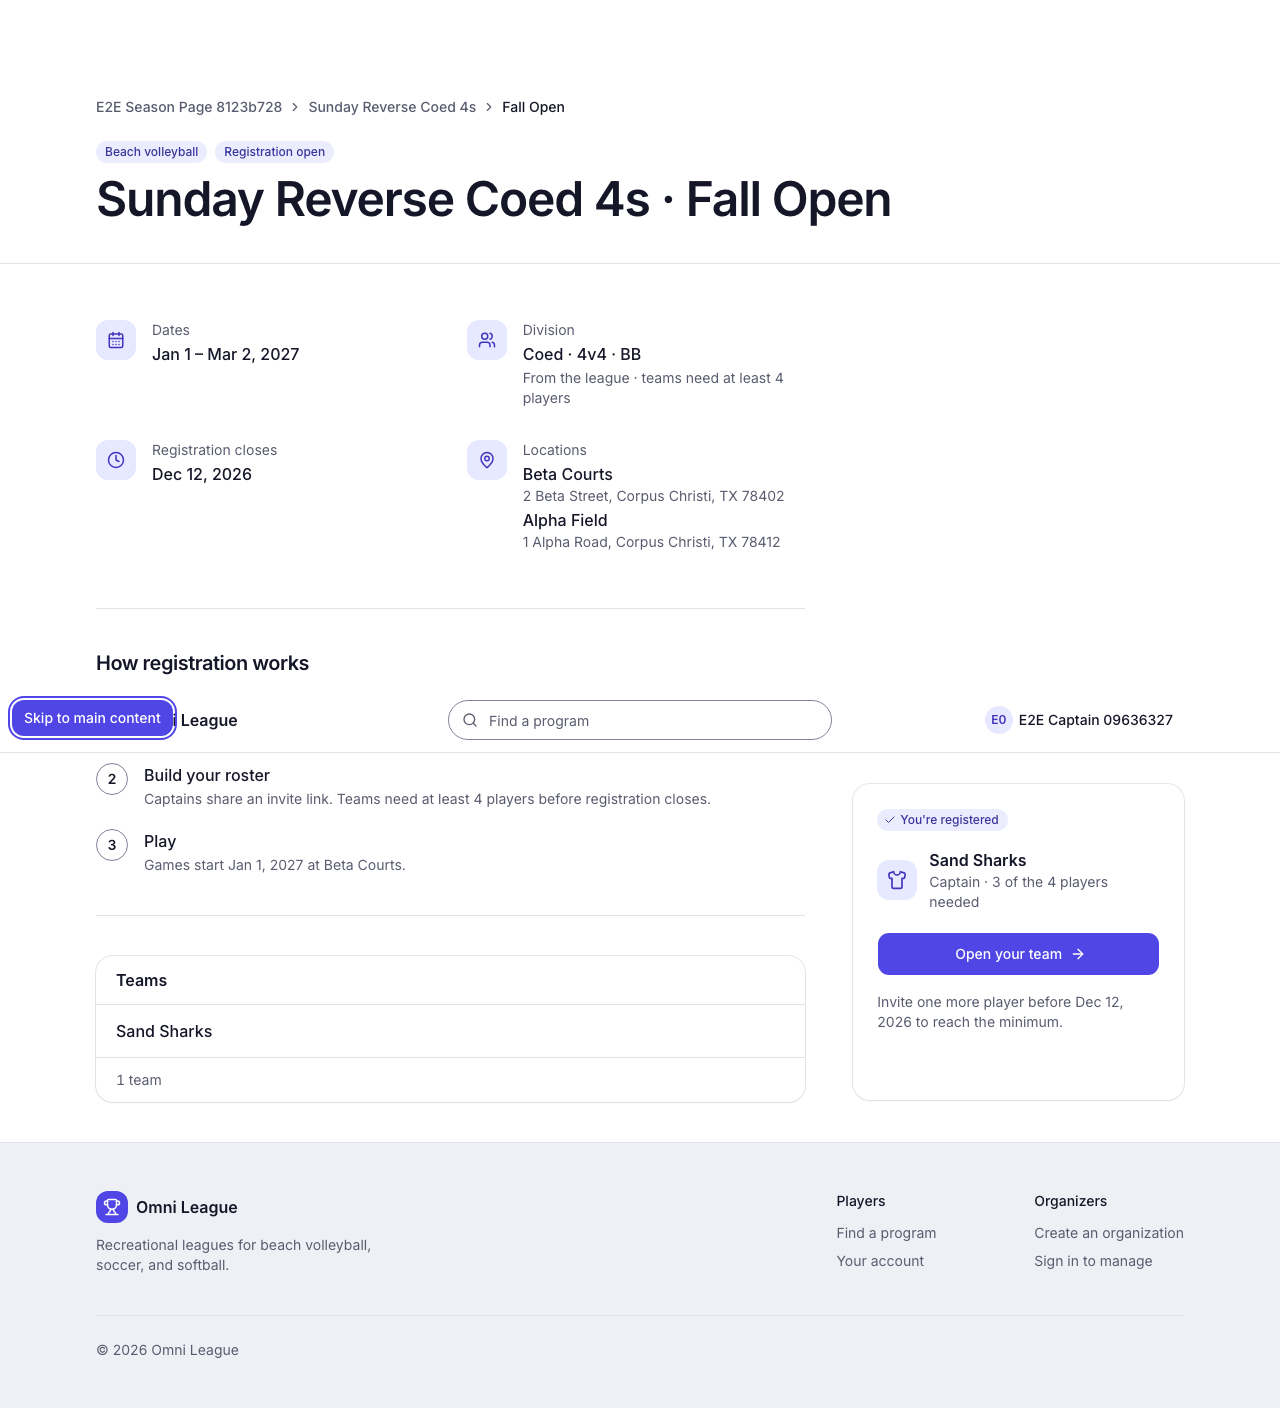 E2E Season Page 8123b728 > Sunday Reverse Coed 4s > Fall Open
Beach volleyball
Registration open
Sunday Reverse Coed 4s · Fall Open
Dates
Jan 1 – Mar 2, 2027
Division
Coed · 4v4 · BB
From the league · teams need at least 4
players
Registration closes
Dec 12, 2026
Locations
Beta Courts
2 Beta Street, Corpus Christi, TX 78402
Alpha Field
1 Alpha Road, Corpus Christi, TX 78412
How registration works
Skip to main content
i League
Find a program
E0
E2E Captain 09636327
2
Build your roster
Captains share an invite link. Teams need at least 4 players before registration closes.
3
Play
Games start Jan 1, 2027 at Beta Courts.
You're registered
Sand Sharks
Captain · 3 of the 4 players
needed
Open your team
Invite one more player before Dec 12,
2026 to reach the minimum.
Teams
Sand Sharks
1 team
Omni League
Recreational leagues for beach volleyball,
soccer, and softball.
Players
Find a program
Your account
Organizers
Create an organization
Sign in to manage
© 2026 Omni League